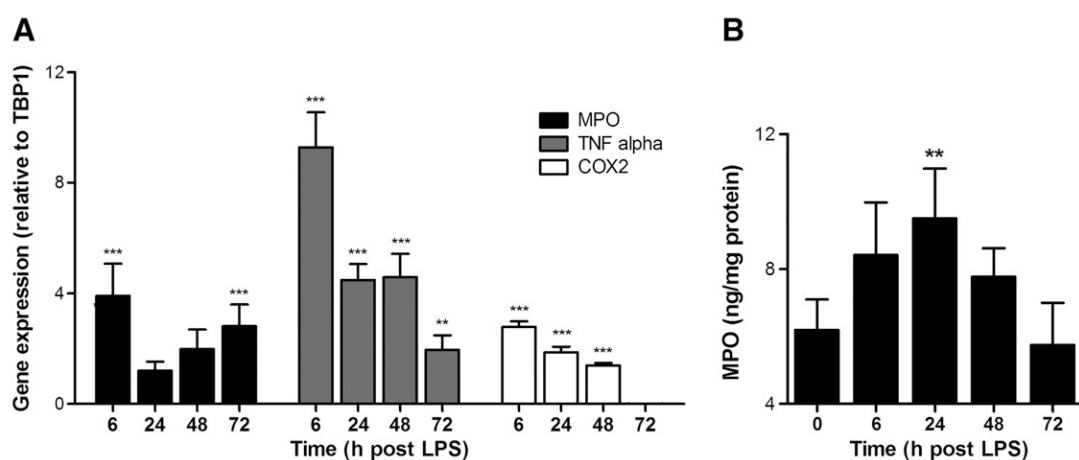 A
Gene expression (relative to TBP1)
12
8
4
0
***
***
***
***
***
**
***
***
***
MPO
TNF alpha
COX2
6 24 48 72 6 24 48 72 6 24 48 72
Time (h post LPS)
B
MPO (ng/mg protein)
12
8
4
**
0 6 24 48 72
Time (h post LPS)